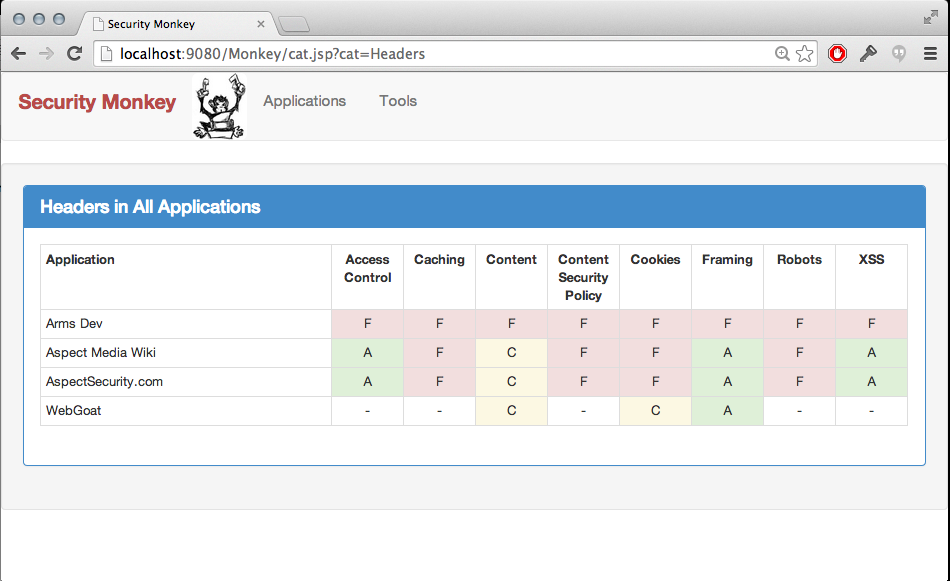 Security Monkey
localhost:9080/Monkey/cat.jsp?cat=Headers
Security Monkey Applications Tools
Headers in All Applications
Application Access Control Caching Content Content Security Policy Cookies Framing Robots XSS
Arms Dev F F F F F F F F
Aspect Media Wiki A F C F F A F A
AspectSecurity.com A F C F F A F A
WebGoat - - C - C A - -